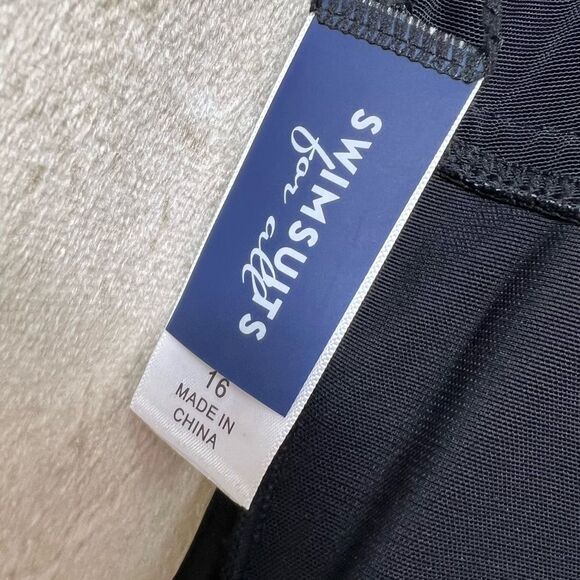 SWIMSUITS
for all
16
MADE IN
CHINA